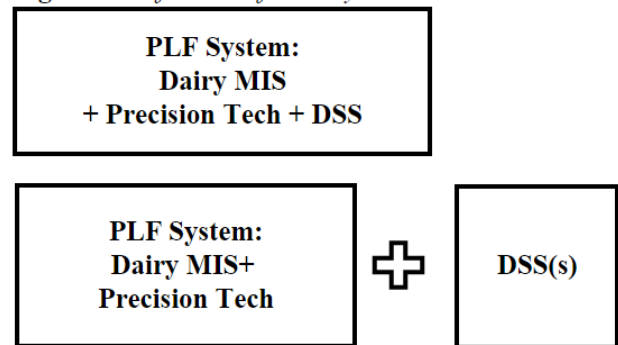 PLF System:
Dairy MIS
+ Precision Tech + DSS
PLF System:
Dairy MIS+
Precision Tech
DSS(s)